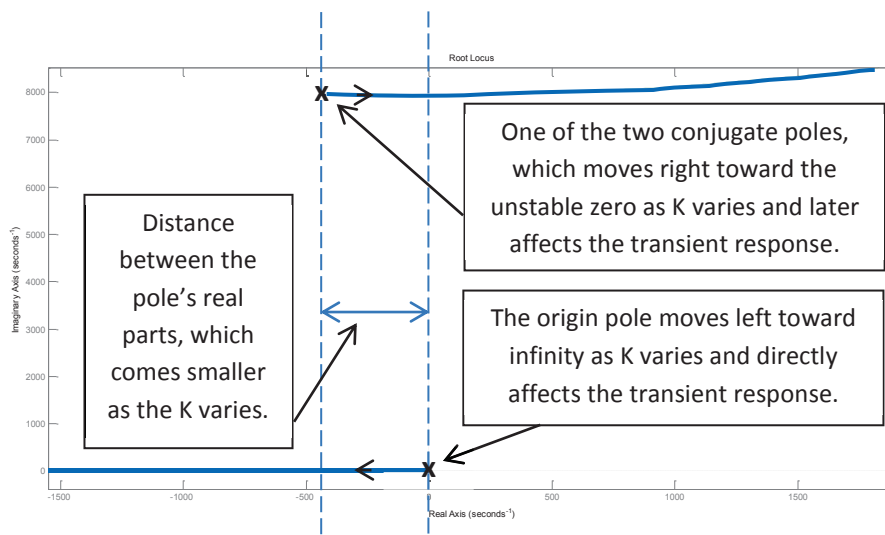 Root Locus
8000
7000
6000
5000
4000
3000
2000
1000
0
Imaginary Axis (seconds⁻¹)
X
One of the two conjugate poles,
which moves right toward the
unstable zero as K varies and later
affects the transient response.
Distance
between the
pole's real
parts, which
comes smaller
as the K varies.
The origin pole moves left toward
infinity as K varies and directly
affects the transient response.
X
-1500
-1000
-500
0
500
1000
1500
Real Axis (seconds⁻¹)